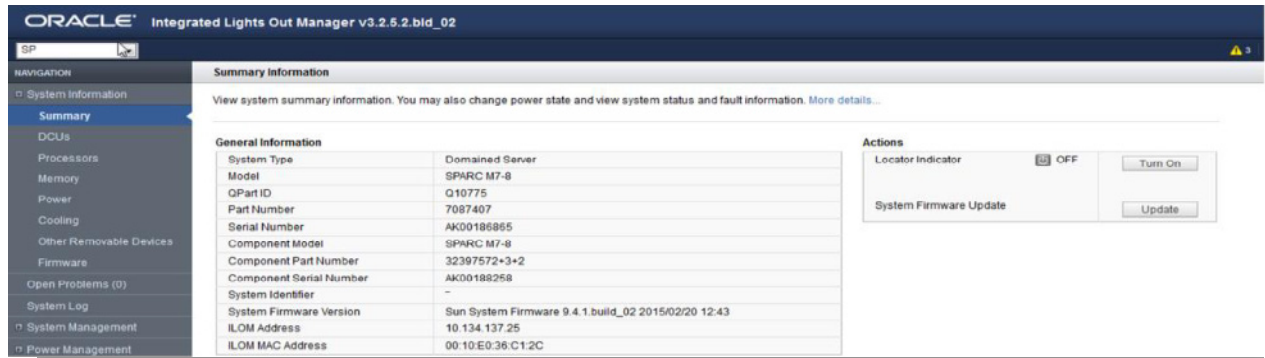 ORACLE® Integrated Lights Out Manager v3.2.5.2.bld_02
SP
3
NAVIGATION
System Information
Summary
DCUs
Processors
Memory
Power
Cooling
Other Removable Devices
Firmware
Open Problems (0)
System Log
System Management
Power Management
Summary Information
View system summary information. You may also change power state and view system status and fault information. More details...
General Information
System Type Domained Server
Model SPARC M7-8
QPart ID Q10775
Part Number 7087407
Serial Number AK00186865
Component Model SPARC M7-8
Component Part Number 32397572+3+2
Component Serial Number AK00188258
System Identifier -
System Firmware Version Sun System Firmware 9.4.1.build_02 2015/02/20 12:43
ILOM Address 10.134.137.25
ILOM MAC Address 00:10:E0:36:C1:2C
Actions
Locator Indicator OFF Turn On
System Firmware Update Update